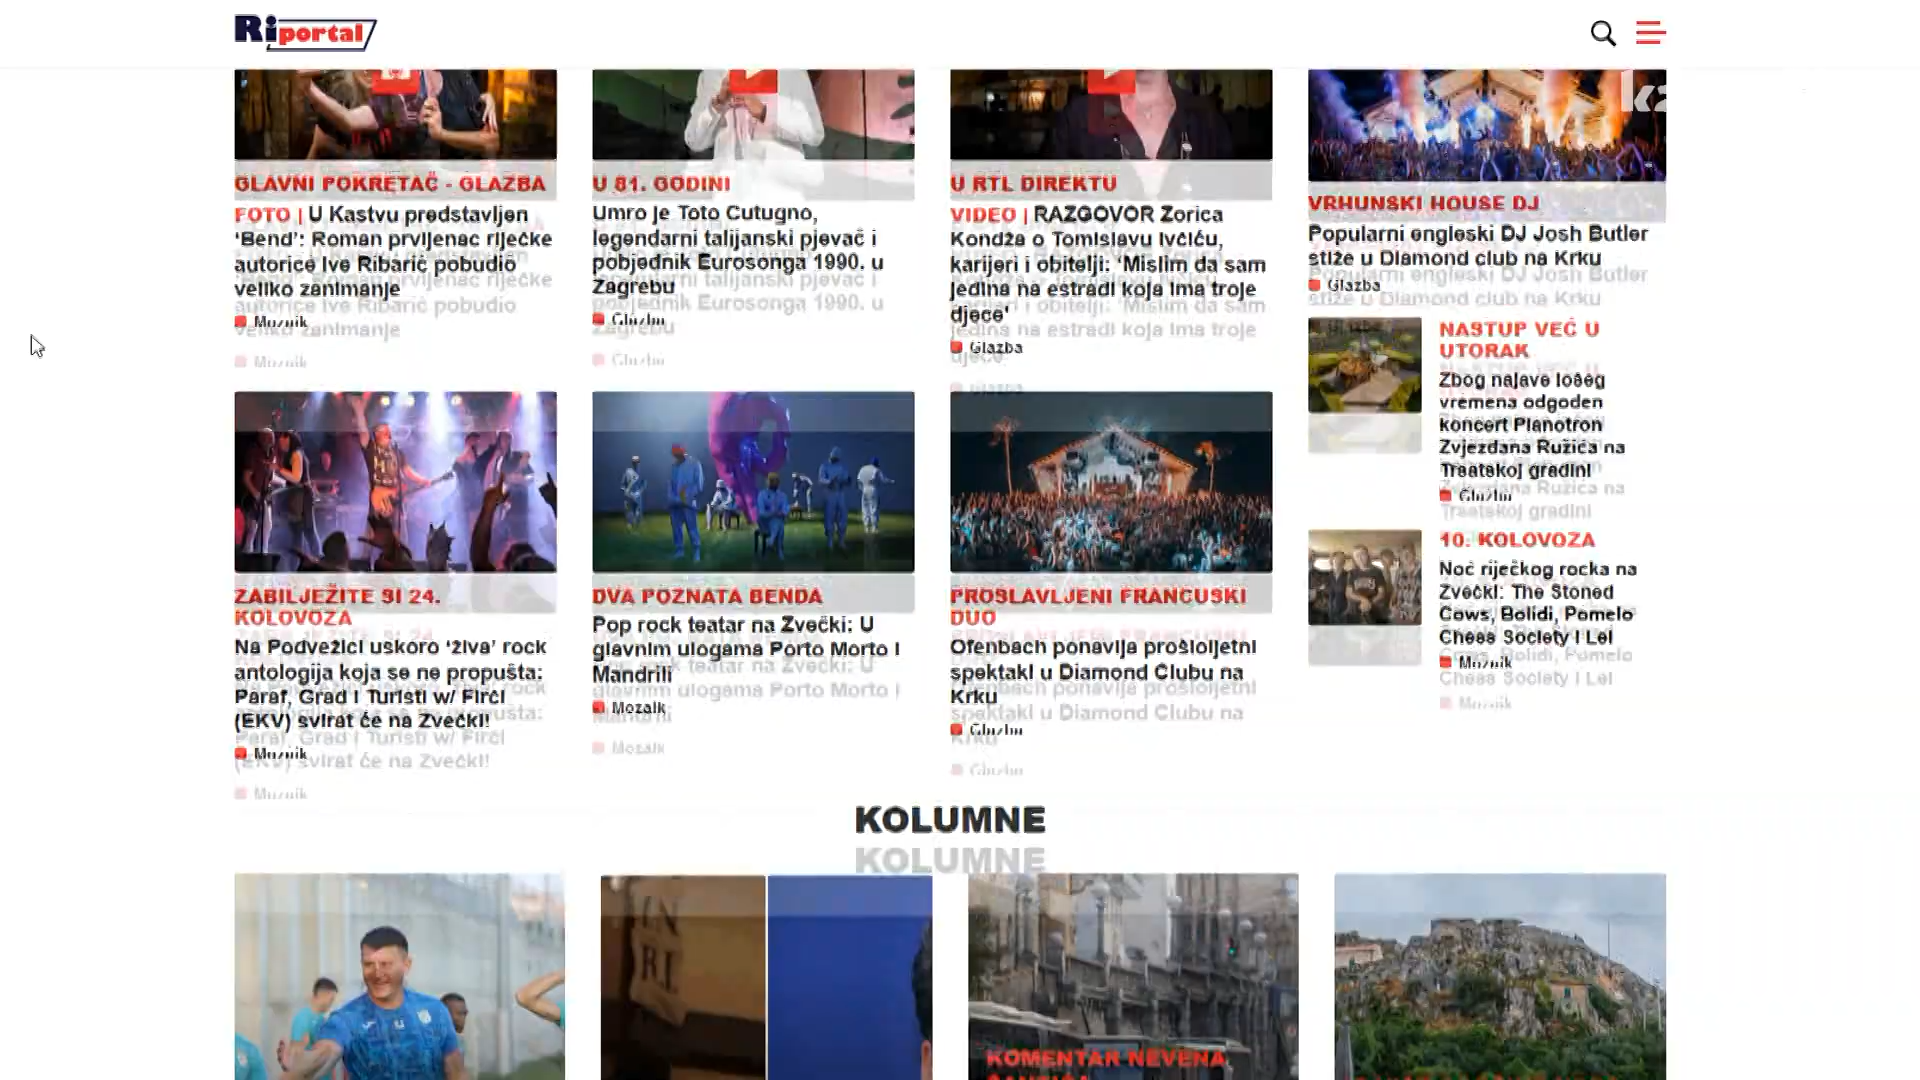 Riportal
k
GLAVNI POKRETAČ - GLAZBA
FOTO | U Kastvu predstavljen
‘Bend’: Roman prvljenac riječke
autorice Ive Ribarić pobudio
veliko zanimanje
Mozaik
U 81. GODINI
Umro je Toto Cutugno,
legendarni talijanski pjevač i
pobjednik Eurosonga 1990. u
Zagrebu
Glazba
U RTL DIREKTU
VIDEO | RAZGOVOR Zorica
Kondža o Tomislavu Ivčiću,
karijeri i obitelji: ‘Mislim da sam
jedina na estradi koja ima troje
djece'
Glazba
VRHUNSKI HOUSE DJ
Popularni engleski DJ Josh Butler
stiže u Diamond club na Krku
Glazba
NASTUP VEĆ U
UTORAK
Zbog najave lošeg
vremena odgođen
koncert Pianotron
Zvjezdana Ružića na
Trsatskoj gradini
Glazba
ZABILJEŽITE SI 24.
KOLOVOZA
Na Podvežici uskoro ‘živa’ rock
antologija koja se ne propušta:
Paraf, Grad i Turisti w/ Firči
(EKV) svirat će na Zvečki!
Mozaik
DVA POZNATA BENDA
Pop rock teatar na Zvečki: U
glavnim ulogama Porto Morto i
Mandrili
Mozaik
PROSLAVLJENI FRANCUSKI
DUO
Ofenbach ponavlja prošloljetni
spektakl u Diamond Clubu na
Krku
Glazba
10. KOLOVOZA
Noć riječkog rocka na
Zvečki: The Stoned
Cows, Bolidi, Pomelo
Chess Society i Lel
Mozaik
KOLUMNE
KOMENTAR NEVENA